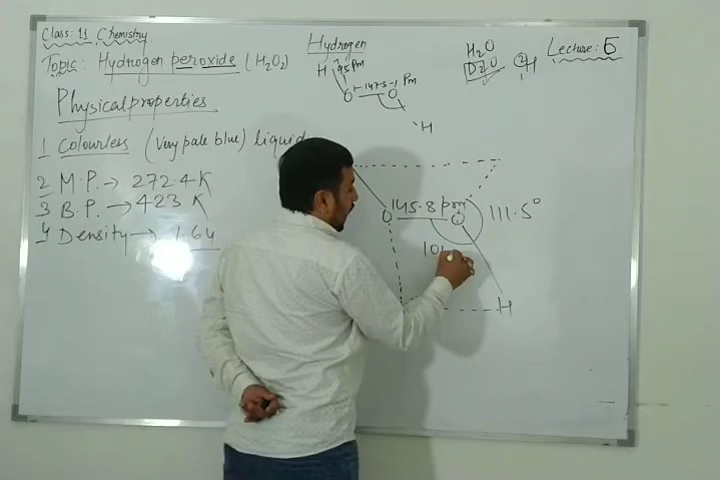 Class: 11 Chemistry
Topic: Hydrogen peroxide (H2O2)
Physical properties
1 Colourless (Very pale blue) liquid
2 M.P. → 272.4 K
3 B.P. → 423 K
4 Density → 1.64
Hydrogen
H 95 Pm
O 147.5 Pm O
H
H2O
D2O
H
Lecture: 5
O 145.8 pm O 111.5°
101
H